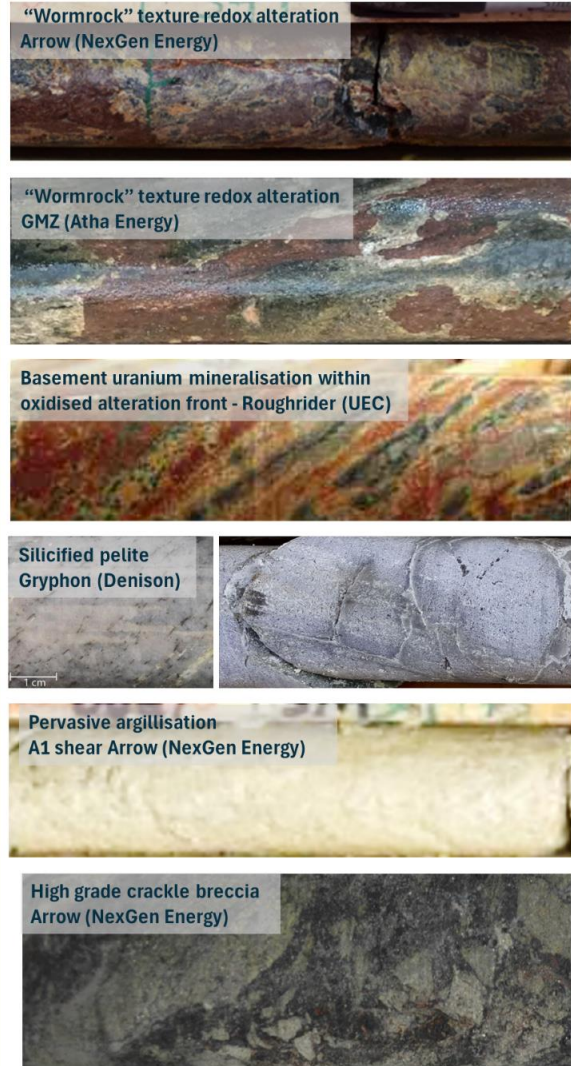 “Wormrock” texture redox alteration
Arrow (NexGen Energy)
“Wormrock” texture redox alteration
GMZ (Atha Energy)
Basement uranium mineralisation within
oxidised alteration front - Roughrider (UEC)
Silicified pelite
Gryphon (Denison)
1 cm
Pervasive argillisation
A1 shear Arrow (NexGen Energy)
High grade crackle breccia
Arrow (NexGen Energy)